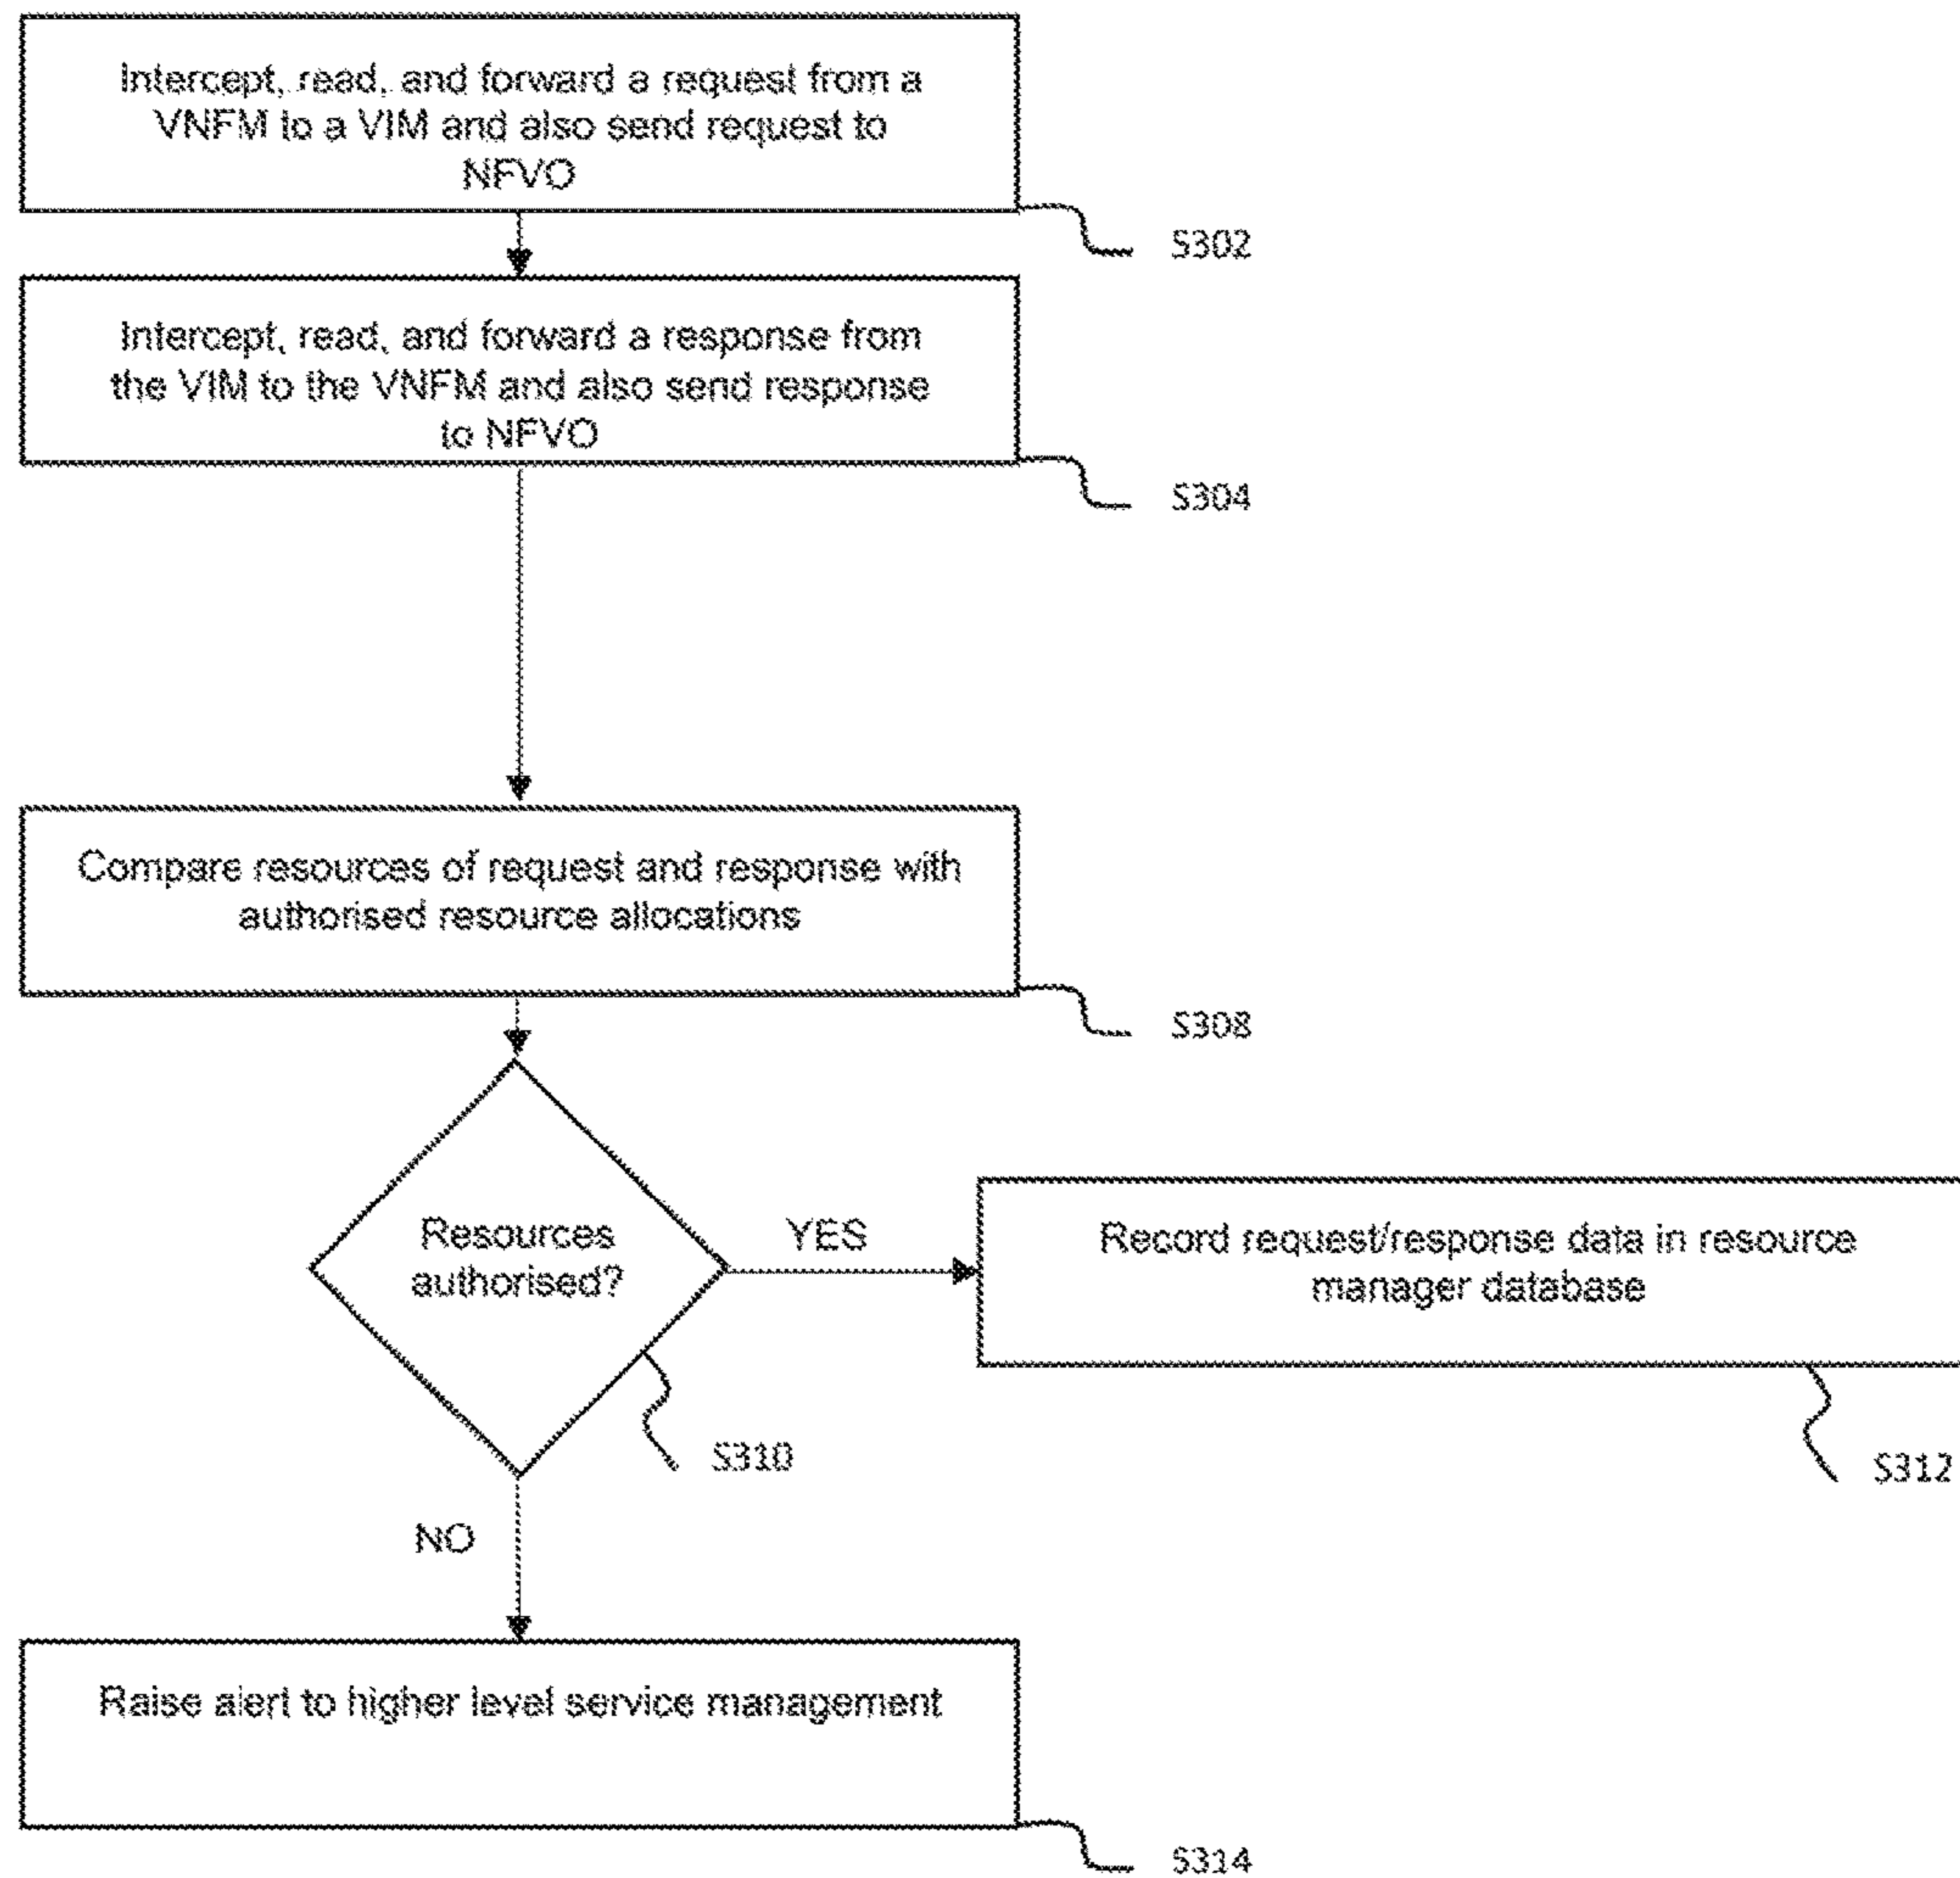 Intercept, read, and forward a request from a
VNFM to a VIM and also send request to
NFVO
S302
Intercept, read, and forward a response from
the VIM to the VNFM and also send response
to NFVO
S304
Compare resources of request and response with
authorised resource allocations
S308
Resources
authorised?
YES
Record request/response data in resource
manager database
S310
S312
NO
Raise alert to higher level service management
S314